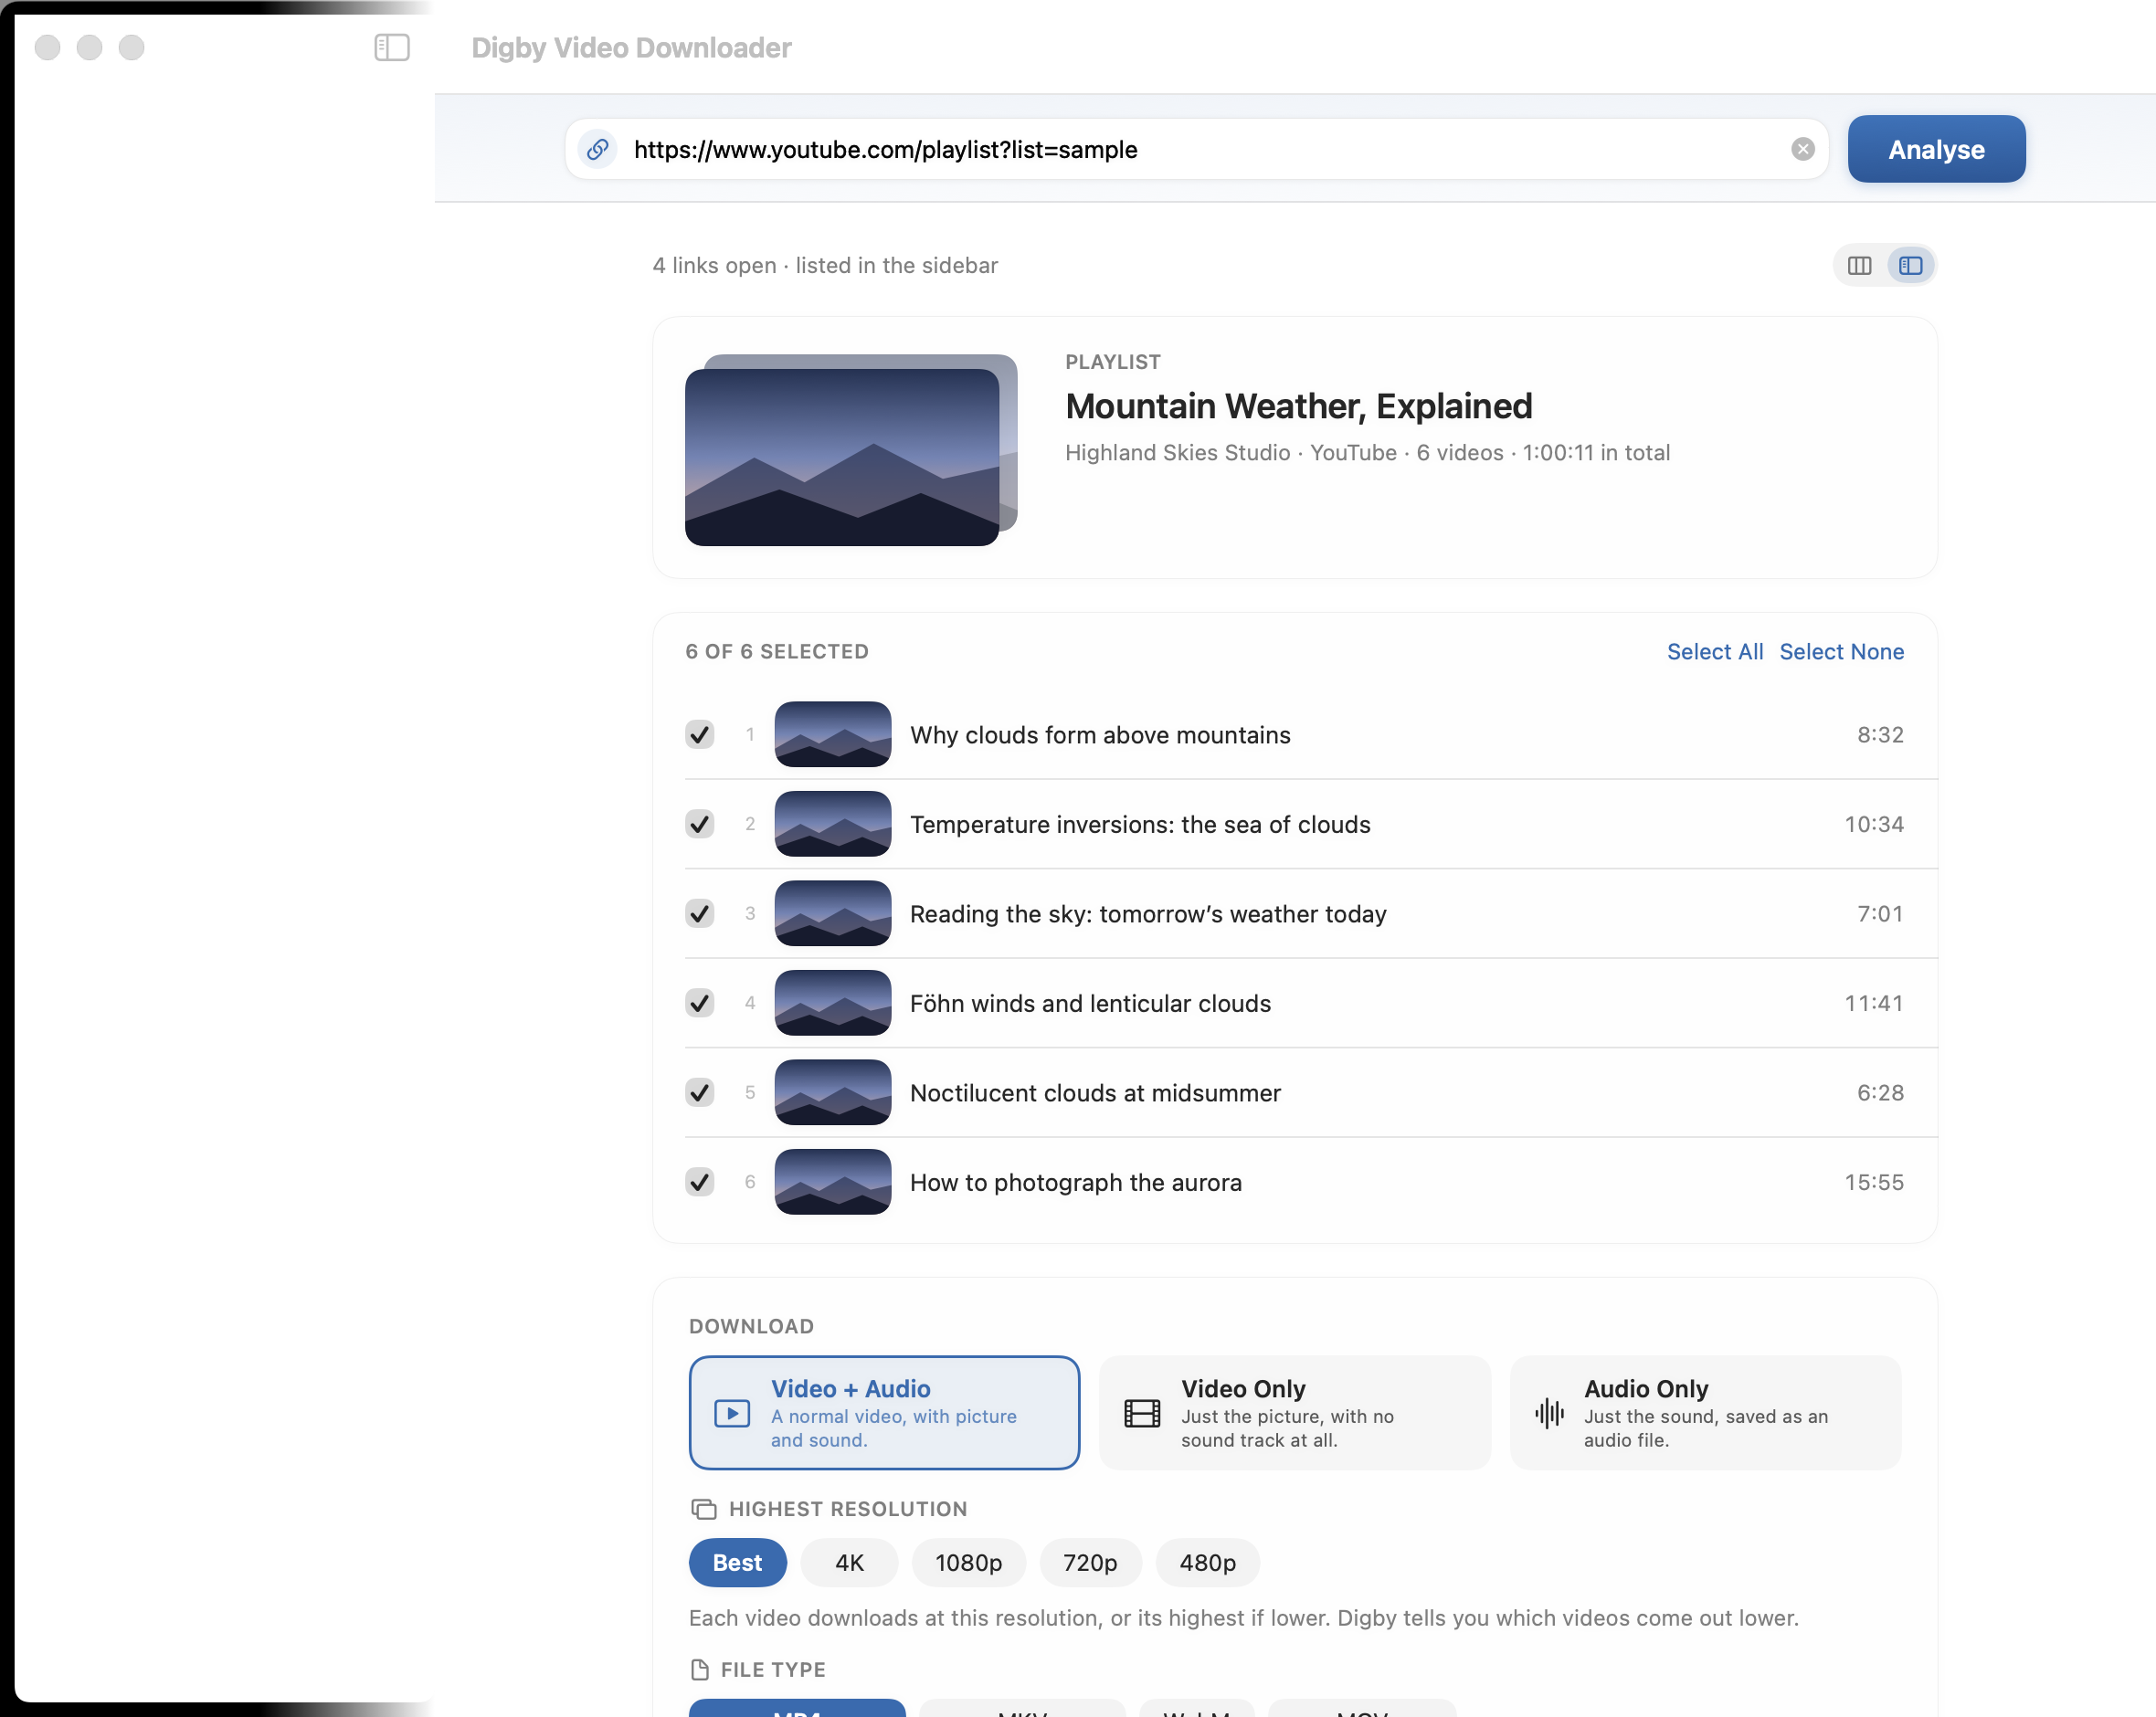 Digby Video Downloader
https://www.youtube.com/playlist?list=sample
Analyse
4 links open · listed in the sidebar
PLAYLIST
Mountain Weather, Explained
Highland Skies Studio · YouTube · 6 videos · 1:00:11 in total
6 OF 6 SELECTED
Select All Select None
1 Why clouds form above mountains 8:32
2 Temperature inversions: the sea of clouds 10:34
3 Reading the sky: tomorrow’s weather today 7:01
4 Föhn winds and lenticular clouds 11:41
5 Noctilucent clouds at midsummer 6:28
6 How to photograph the aurora 15:55
DOWNLOAD
Video + Audio
A normal video, with picture
and sound.
Video Only
Just the picture, with no
sound track at all.
Audio Only
Just the sound, saved as an
audio file.
HIGHEST RESOLUTION
Best 4K 1080p 720p 480p
Each video downloads at this resolution, or its highest if lower. Digby tells you which videos come out lower.
FILE TYPE
MP4 MKV WebM MOV